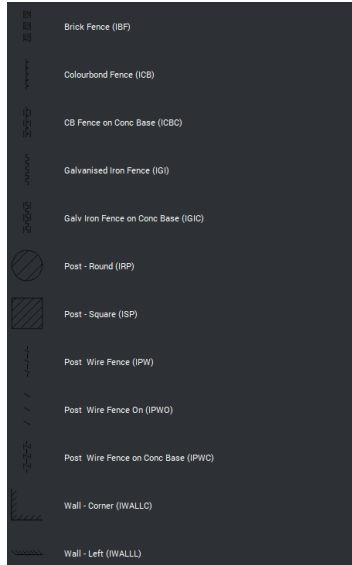 Brick Fence (IBF)
Colourbond Fence (ICB)
CB Fence on Conc Base (ICBC)
Galvanised Iron Fence (IGI)
Galv Iron Fence on Conc Base (IGIC)
Post - Round (IRP)
Post - Square (ISP)
Post  Wire Fence (IPW)
Post  Wire Fence On (IPWO)
Post  Wire Fence on Conc Base (IPWC)
Wall - Corner (IWALLC)
Wall - Left (IWALLL)